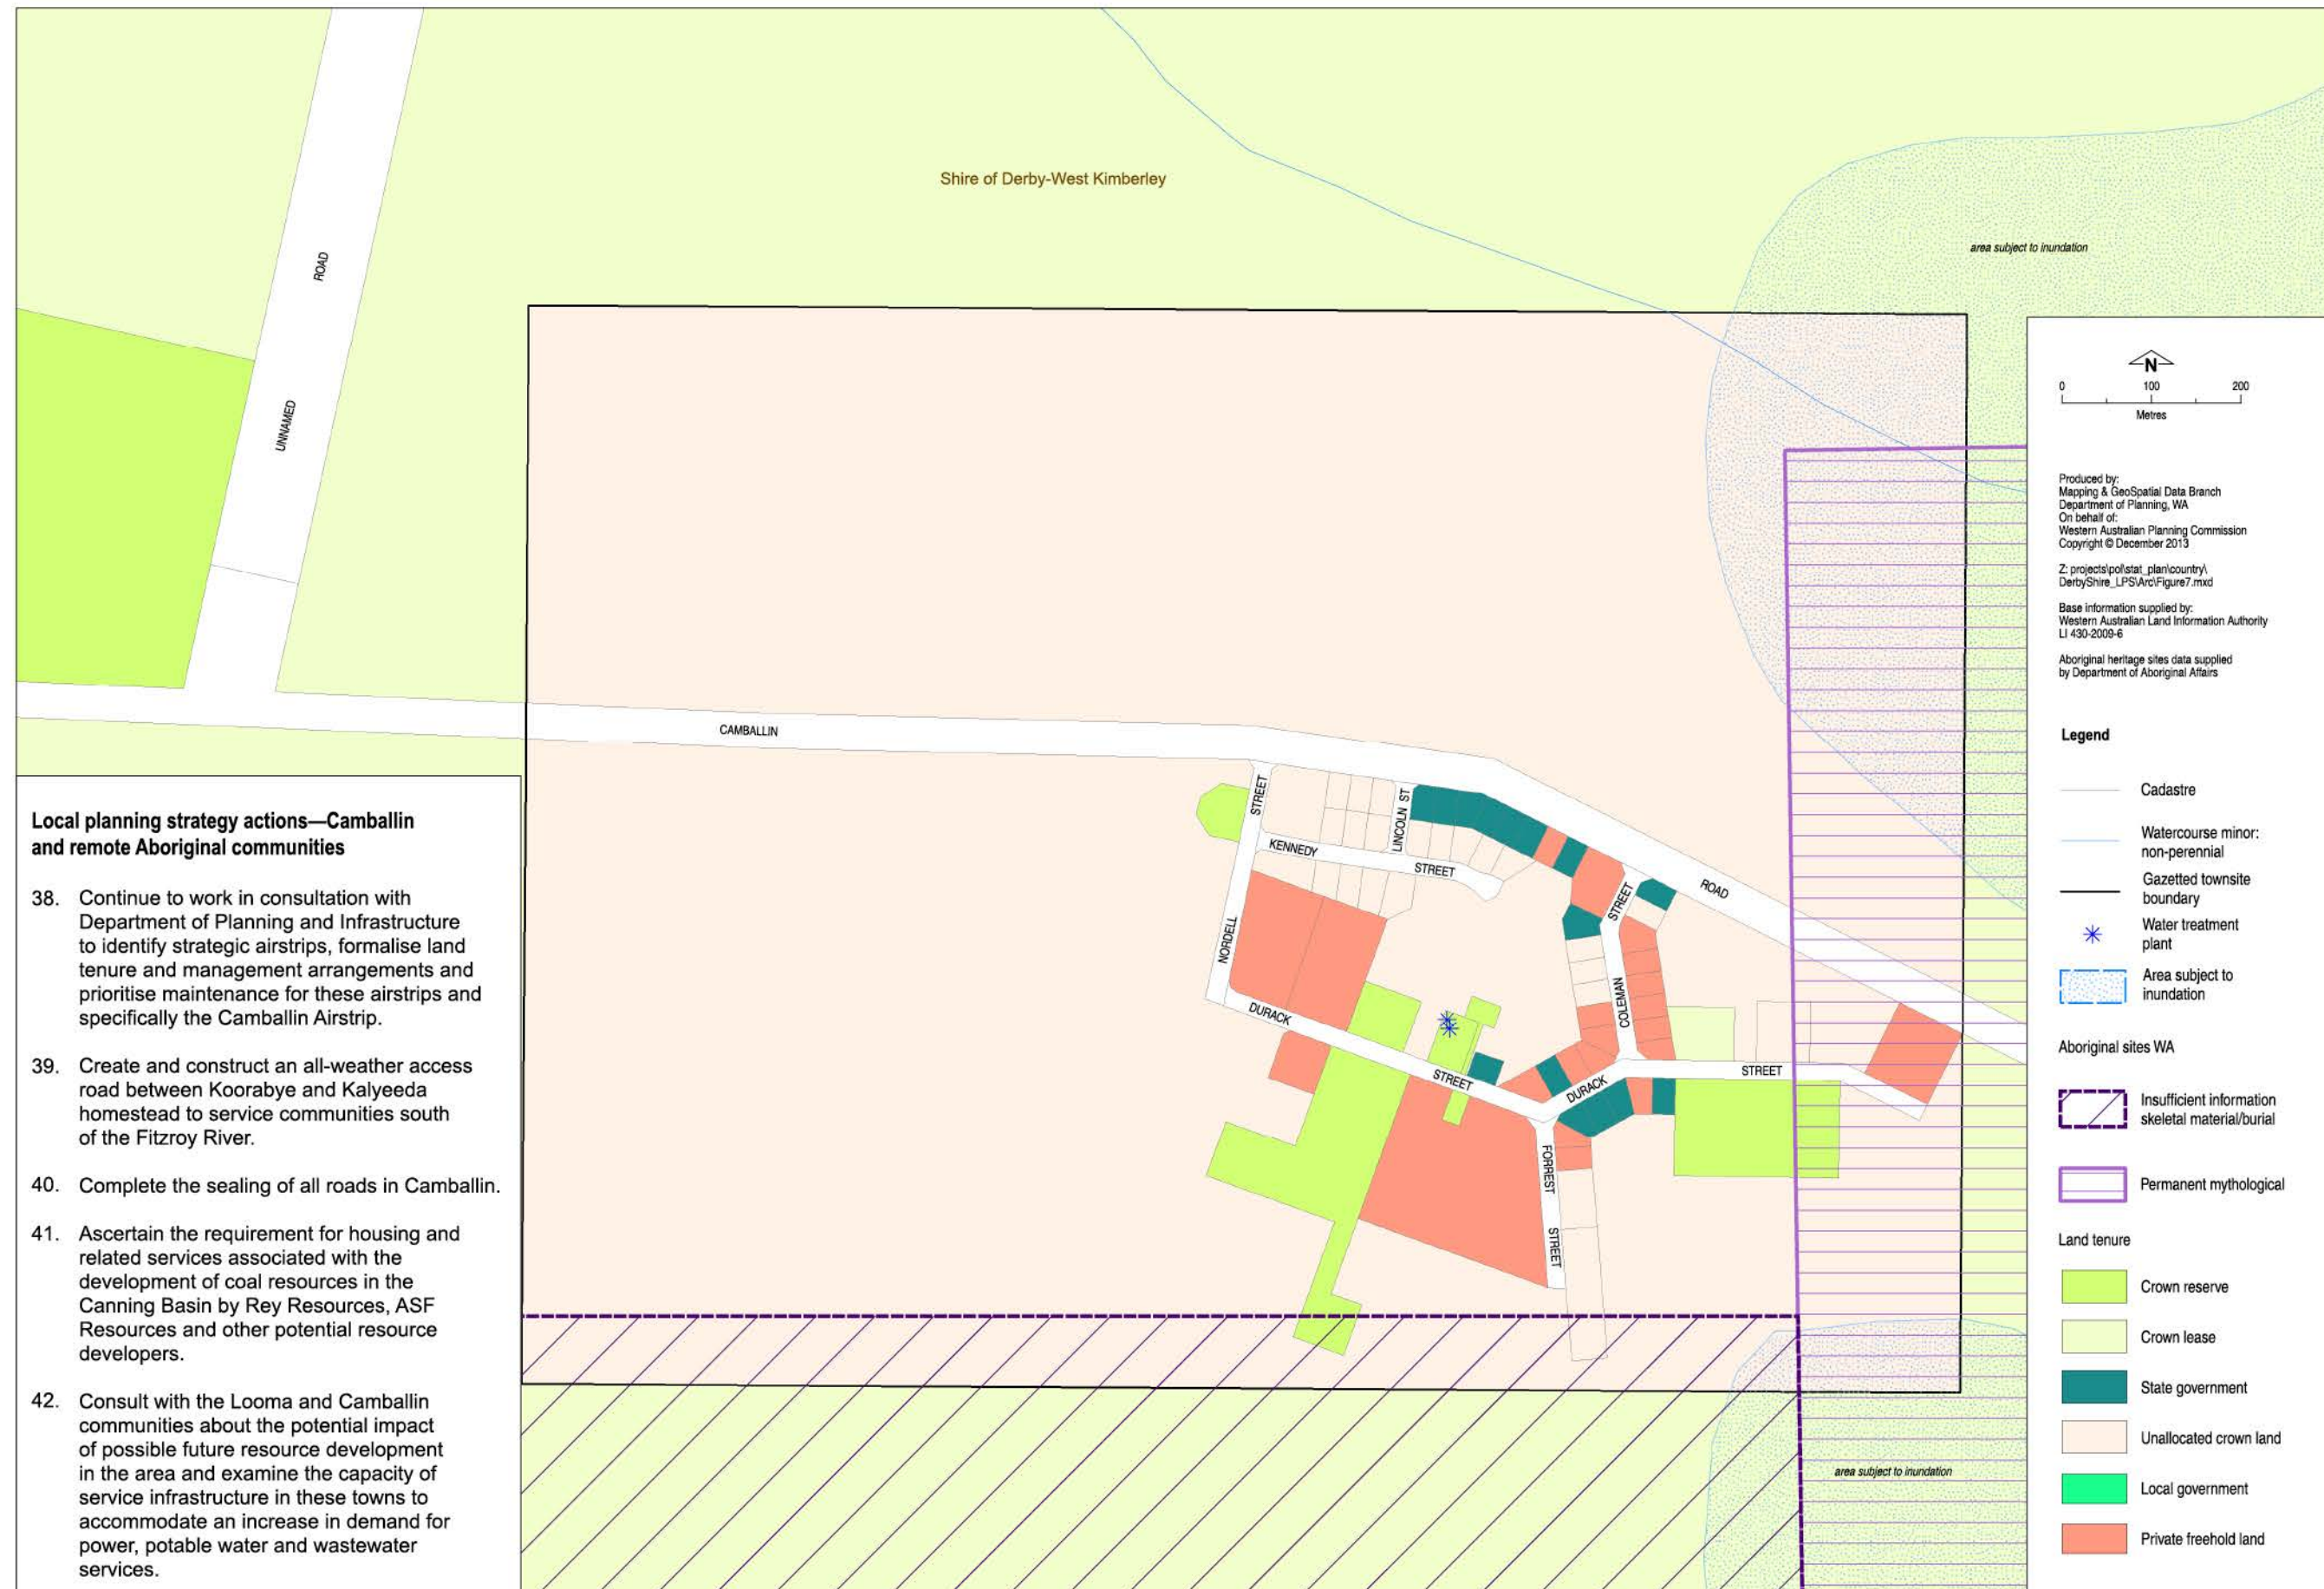 Shire of Derby-West Kimberley
area subject to inundation
ROAD
UNNAMED
CAMBALLIN
STREET
LINCOLN ST
KENNEDY
STREET
STREET
ROAD
NORDELL
COLEMAN
DURACK
STREET
DURACK
STREET
FORREST
STREET
area subject to inundation
Local planning strategy actions—Camballin
and remote Aboriginal communities
38. Continue to work in consultation with
Department of Planning and Infrastructure
to identify strategic airstrips, formalise land
tenure and management arrangements and
prioritise maintenance for these airstrips and
specifically the Camballin Airstrip.
39. Create and construct an all-weather access
road between Koorabye and Kalyeeda
homestead to service communities south
of the Fitzroy River.
40. Complete the sealing of all roads in Camballin.
41. Ascertain the requirement for housing and
related services associated with the
development of coal resources in the
Canning Basin by Rey Resources, ASF
Resources and other potential resource
developers.
42. Consult with the Looma and Camballin
communities about the potential impact
of possible future resource development
in the area and examine the capacity of
service infrastructure in these towns to
accommodate an increase in demand for
power, potable water and wastewater
services.
N
0 100 200
Metres
Produced by:
Mapping & GeoSpatial Data Branch
Department of Planning, WA
On behalf of:
Western Australian Planning Commission
Copyright © December 2013
Z: projects\pol\stat_plan\country\
DerbyShire_LPS\Arc\Figure7.mxd
Base information supplied by:
Western Australian Land Information Authority
LI 430-2009-6
Aboriginal heritage sites data supplied
by Department of Aboriginal Affairs
Legend
Cadastre
Watercourse minor:
non-perennial
Gazetted townsite
boundary
Water treatment
plant
Area subject to
inundation
Aboriginal sites WA
Insufficient information
skeletal material/burial
Permanent mythological
Land tenure
Crown reserve
Crown lease
State government
Unallocated crown land
Local government
Private freehold land